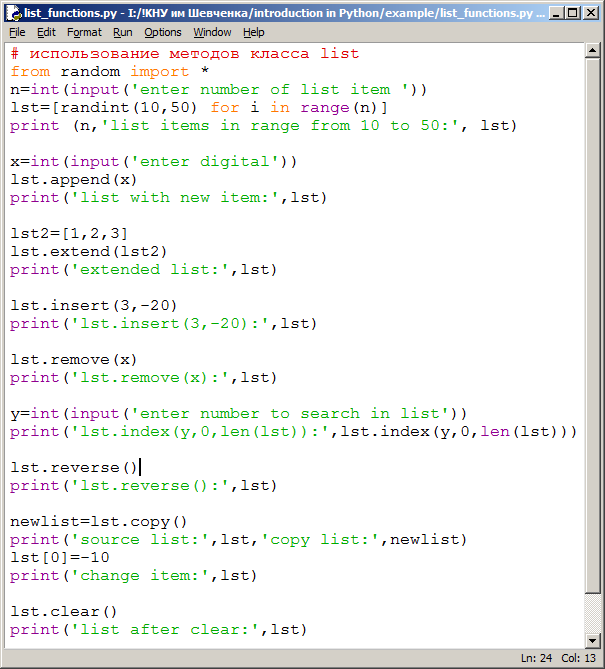 list_functions.py - I:/!КНУ им Шевченка/introduction in Python/example/list_functions.py ...
File Edit Format Run Options Window Help
# использование методов класса list
from random import *
n=int(input('enter number of list item '))
lst=[randint(10,50) for i in range(n)]
print (n,'list items in range from 10 to 50:', lst)
x=int(input('enter digital'))
lst.append(x)
print('list with new item:',lst)
lst2=[1,2,3]
lst.extend(lst2)
print('extended list:',lst)
lst.insert(3,-20)
print('lst.insert(3,-20):',lst)
lst.remove(x)
print('lst.remove(x):',lst)
y=int(input('enter number to search in list'))
print('lst.index(y,0,len(lst)):',lst.index(y,0,len(lst)))
lst.reverse()
print('lst.reverse():',lst)
newlist=lst.copy()
print('source list:',lst,'copy list:',newlist)
lst[0]=-10
print('change item:',lst)
lst.clear()
print('list after clear:',lst)
Ln: 24 Col: 13